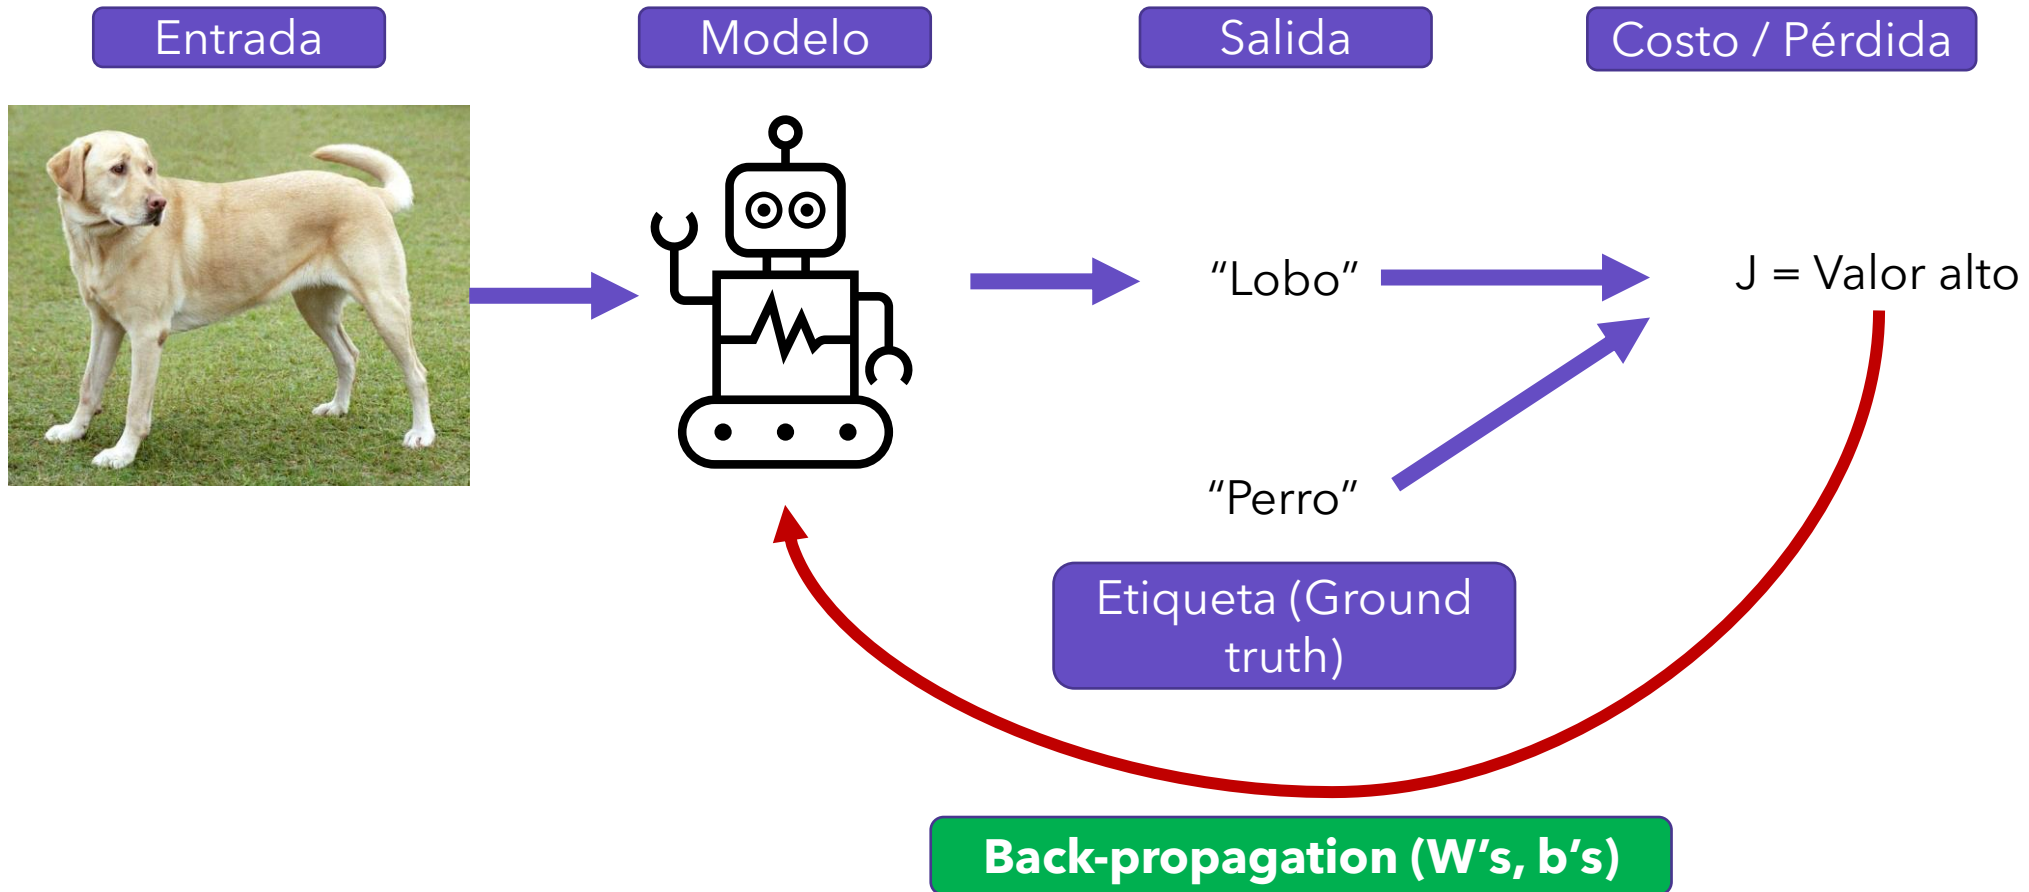 Entrada
Modelo
Salida
Costo / Pérdida
“Lobo”
J = Valor alto
“Perro”
Etiqueta (Ground
truth)
Back-propagation (W’s, b’s)